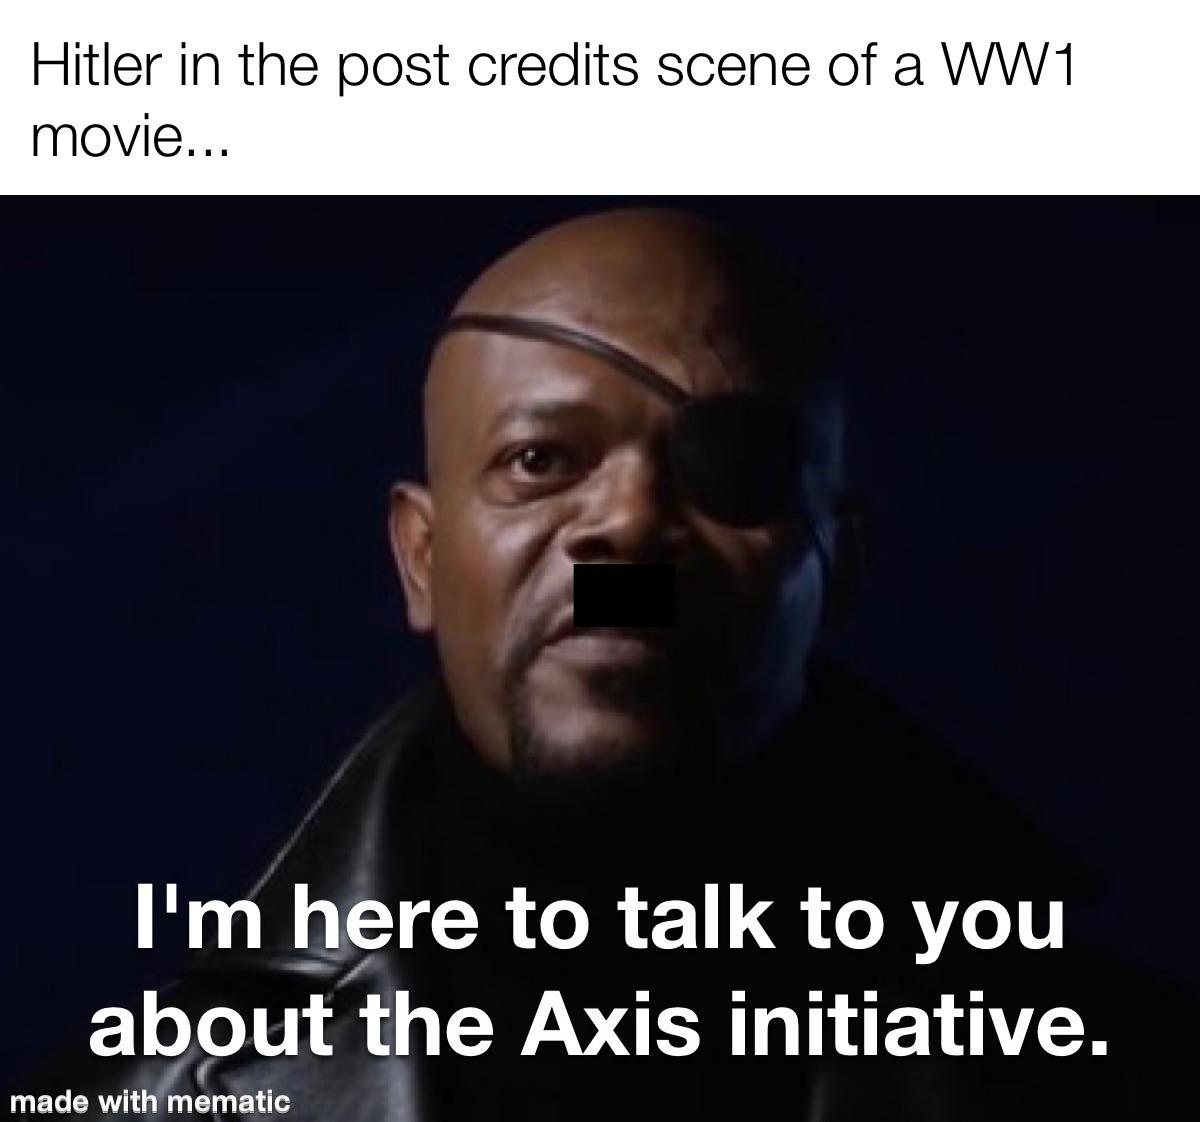 Hitler in the post credits scene of a WW1
movie...
I'm here to talk to you
about the Axis initiative.
made with mematic